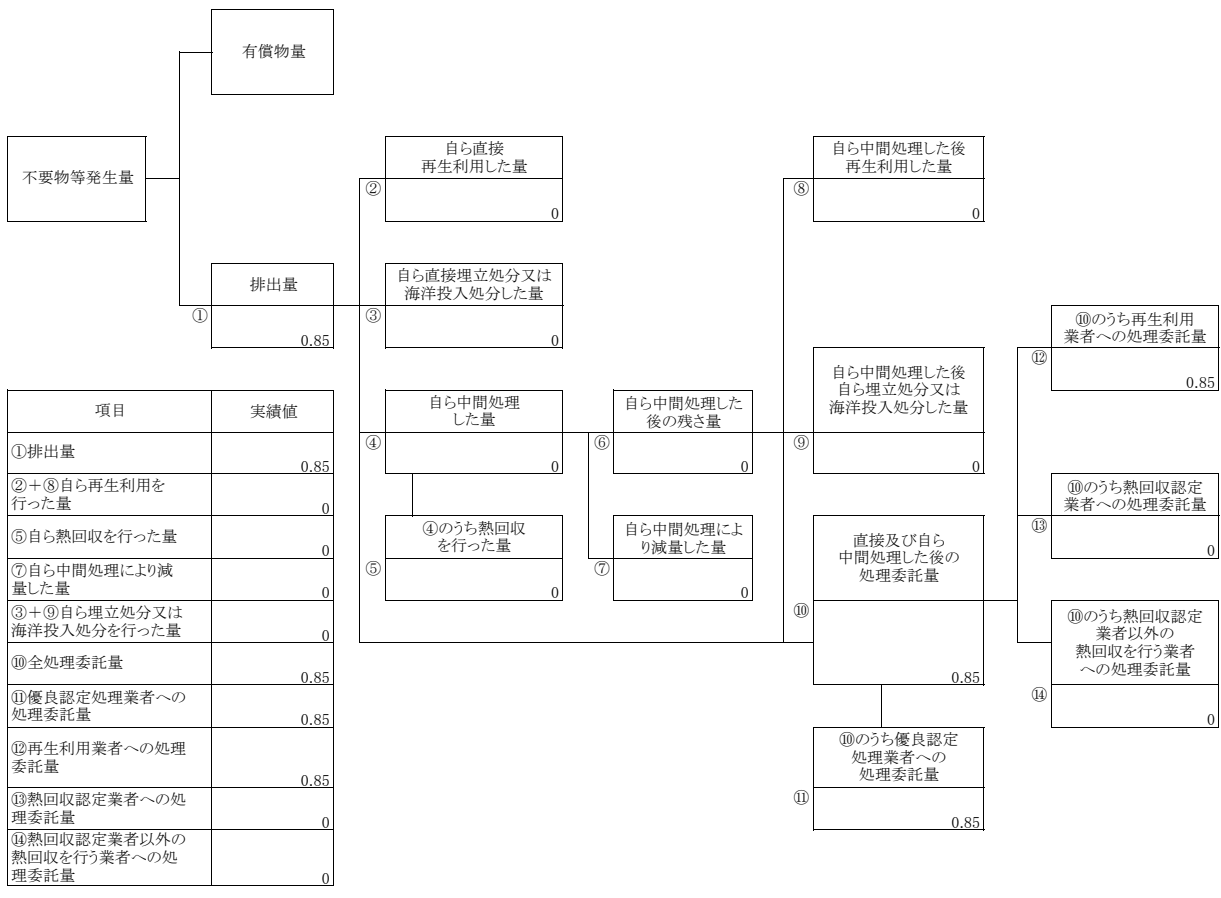 有償物量
不要物等発生量
排出量
①
0.85
自ら直接
再生利用した量
②
0
自ら直接埋立処分又は
海洋投入処分した量
③
0
自ら中間処理
した量
④
0
④のうち熱回収
を行った量
⑤
0
自ら中間処理した
後の残さ量
⑥
0
自ら中間処理によ
り減量した量
⑦
0
自ら中間処理した後
再生利用した量
⑧
0
自ら中間処理した後
自ら埋立処分又は
海洋投入処分した量
⑨
0
直接及び自ら
中間処理した後の
処理委託量
⑩
0.85
⑩のうち優良認定
処理業者への
処理委託量
⑪
0.85
⑩のうち再生利用
業者への処理委託量
⑫
0.85
⑩のうち熱回収認定
業者への処理委託量
⑬
0
⑩のうち熱回収認定
業者以外の
熱回収を行う業者
への処理委託量
⑭
0
項目 実績値
①排出量
0.85
②＋⑧自ら再生利用を
行った量
0
⑤自ら熱回収を行った量
0
⑦自ら中間処理により減
量した量
0
③＋⑨自ら埋立処分又は
海洋投入処分を行った量
0
⑩全処理委託量
0.85
⑪優良認定処理業者への
処理委託量
0.85
⑫再生利用業者への処理
委託量
0.85
⑬熱回収認定業者への処
理委託量
0
⑭熱回収認定業者以外の
熱回収を行う業者への処
理委託量
0